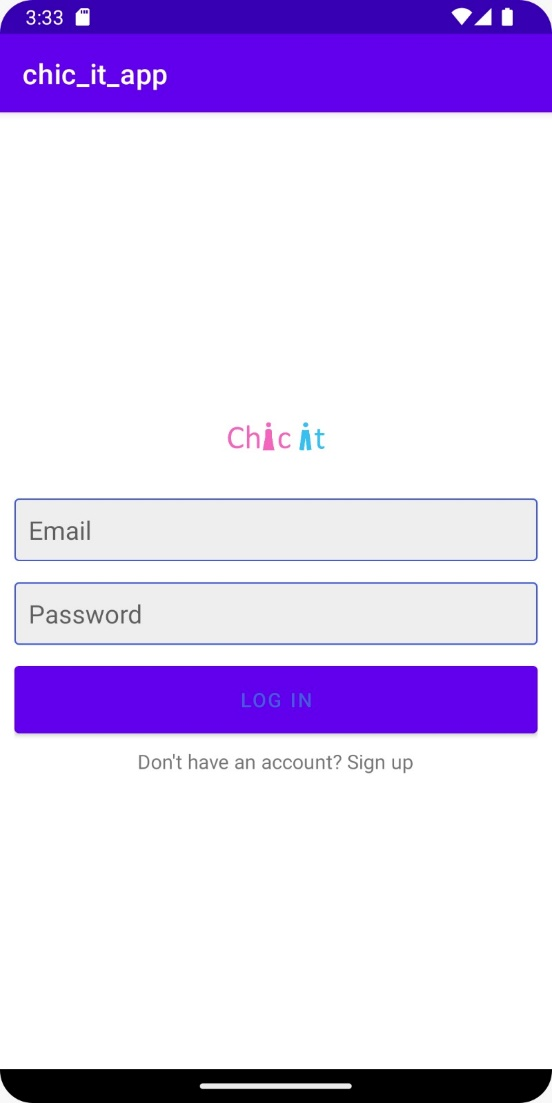 3:33
chic_it_app
Chic it
Email
Password
LOG IN
Don't have an account? Sign up